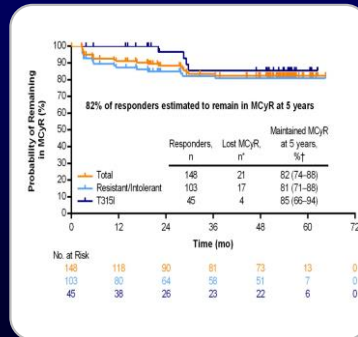 Probability of Remaining
in MCyR (%)
100
90
80
70
60
50
40
30
20
10
0
82% of responders estimated to remain in MCyR at 5 years
Responders, n Lost MCyR, n* Maintained MCyR at 5 years, %†
Total 148 21 82 (74–88)
Resistant/Intolerant 103 17 81 (71–88)
T315I 45 4 85 (66–94)
0 12 24 36 48 60 72
Time (mo)
No. at Risk
148 118 90 81 73 13 0
103 80 64 58 51 7 0
45 38 26 23 22 6 0